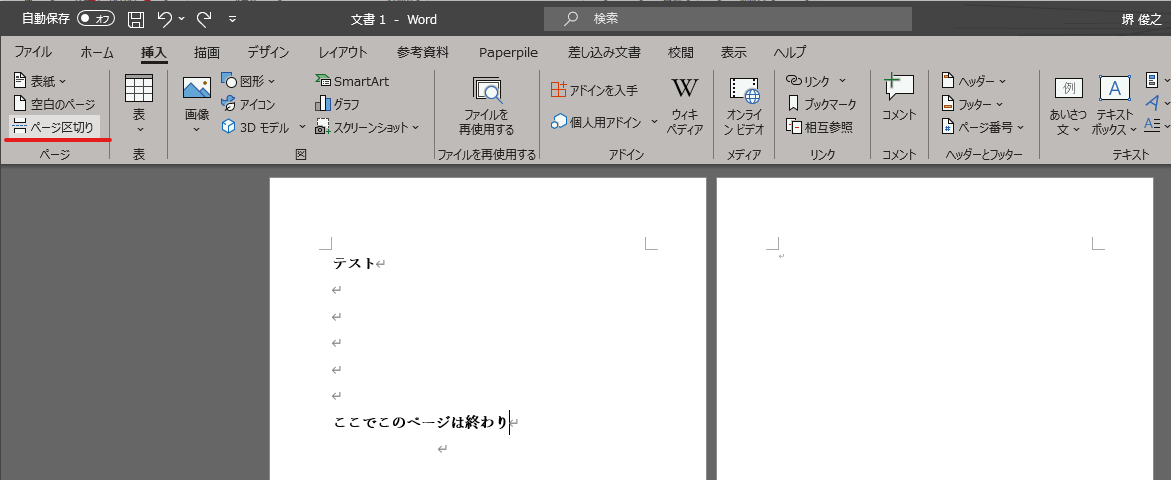 自動保存 オフ 文書 1 - Word 検索 堺 俊之
ファイル ホーム 挿入 描画 デザイン レイアウト 参考資料 Paperpile 差し込み文書 校閲 表示 ヘルプ
表紙
空白のページ
ページ区切り
ページ
表
表
画像
図形
アイコン
3D モデル
SmartArt
グラフ
スクリーンショット
図
ファイルを
再使用する
ファイルを再使用する
アドインを入手
個人用アドイン
ウィキ
ペディア
アドイン
オンライ
ン ビデオ
メディア
リンク
ブックマーク
相互参照
リンク
コメント
コメント
ヘッダー
フッター
ページ番号
ヘッダーとフッター
例
あいさつ
文
A
テキスト
ボックス
テキスト
テスト
ここでこのページは終わり